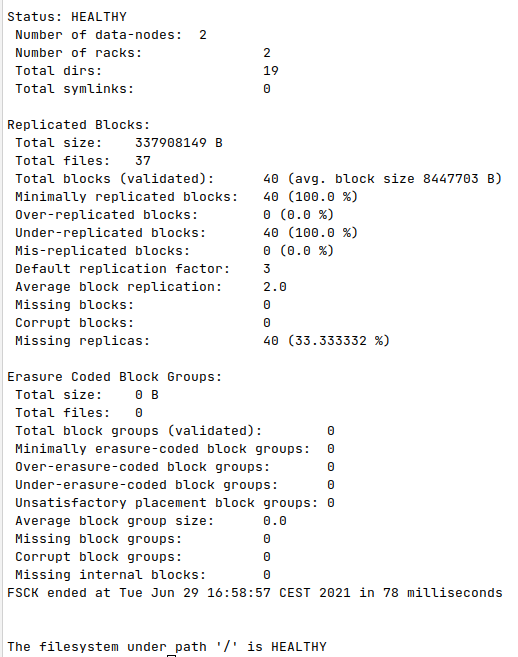 Status: HEALTHY
 Number of data-nodes:  2
 Number of racks:               2
 Total dirs:                    19
 Total symlinks:                0

Replicated Blocks:
 Total size:    337908149 B
 Total files:   37
 Total blocks (validated):      40 (avg. block size 8447703 B)
 Minimally replicated blocks:   40 (100.0 %)
 Over-replicated blocks:        0 (0.0 %)
 Under-replicated blocks:       40 (100.0 %)
 Mis-replicated blocks:         0 (0.0 %)
 Default replication factor:    3
 Average block replication:     2.0
 Missing blocks:                0
 Corrupt blocks:                0
 Missing replicas:              40 (33.333332 %)

Erasure Coded Block Groups:
 Total size:    0 B
 Total files:   0
 Total block groups (validated):        0
 Minimally erasure-coded block groups:  0
 Over-erasure-coded block groups:       0
 Under-erasure-coded block groups:      0
 Unsatisfactory placement block groups: 0
 Average block group size:      0.0
 Missing block groups:          0
 Corrupt block groups:          0
 Missing internal blocks:       0
FSCK ended at Tue Jun 29 16:58:57 CEST 2021 in 78 milliseconds


The filesystem under path '/' is HEALTHY